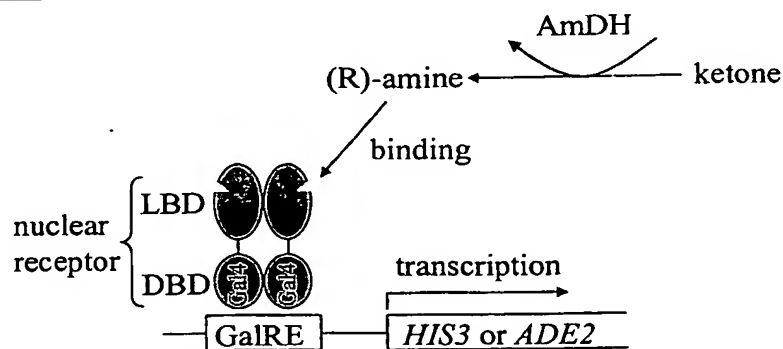 AmDH
(R)-amine
ketone
binding
nuclear
receptor
LBD
DBD
Gal4
Gal4
transcription
GalRE
HIS3 or ADE2